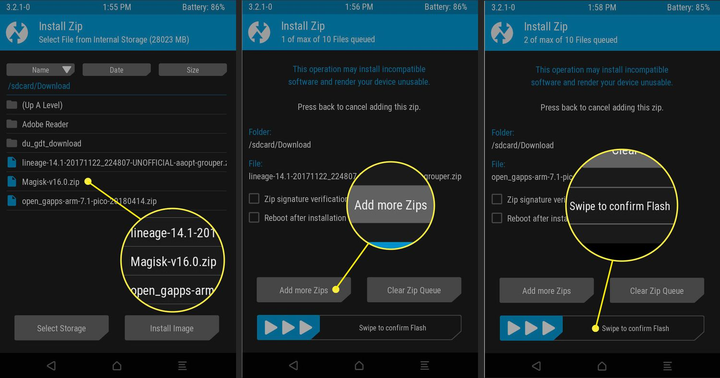 3.2.1-0 1:55 PM Battery: 86%
Install Zip
Select File from Internal Storage (28023 MB)
Name Date Size
/sdcard/Download
(Up A Level)
Adobe Reader
du_gdt_download
lineage-14.1-20171122_224807-UNOFFICIAL-aaopt-grouper.z
Magisk-v16.0.zip
open_gapps-arm-7.1-pico-20180414.zip
lineage-14.1-201
Magisk-v16.0.zip
open_gapps-arm
Select Storage Install Image
3.2.1-0 1:56 PM Battery: 86%
Install Zip
1 of max of 10 Files queued
This operation may install incompatible
software and render your device unusable.
Press back to cancel adding this zip.
Folder:
/sdcard/Download
File:
lineage-14.1-20171122_224807 grouper.zip
Zip signature verification
Reboot after installation
Add more Zips
Add more Zips Clear Zip Queue
Swipe to confirm Flash
3.2.1-0 1:58 PM Battery: 85%
Install Zip
2 of max of 10 Files queued
This operation may install incompatible
software and render your device unusable.
Press back to cancel adding this zip.
Folder:
/sdcard/Download
File:
open_gapps-arm-7.1-pico
Zip signature veri
Reboot after insta
Swipe to confirm Flash
Add more Zips Clear Zip Queue
Swipe to confirm Flash